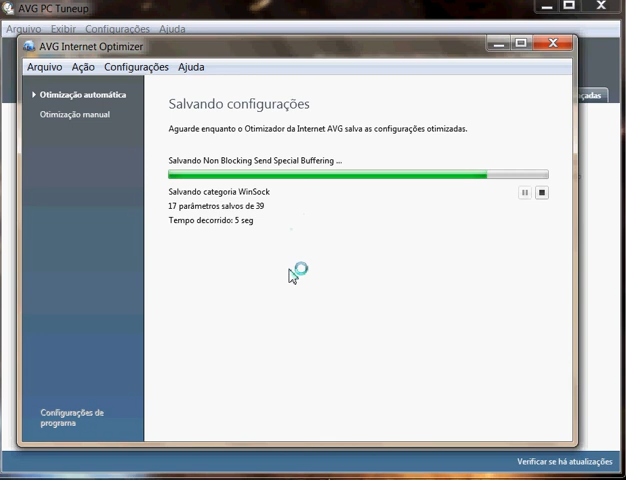 AVG PC Tuneup
Arquivo Exibir Configurações Ajuda
AVG Internet Optimizer
Arquivo Ação Configurações Ajuda
Otimização automática
Otimização manual
Salvando configurações
Aguarde enquanto o Otimizador da Internet AVG salva as configurações otimizadas.
Salvando Non Blocking Send Special Buffering ...
Salvando categoria WinSock
17 parâmetros salvos de 39
Tempo decorrido: 5 seg
Configurações de
programa
Verificar se há atualizações